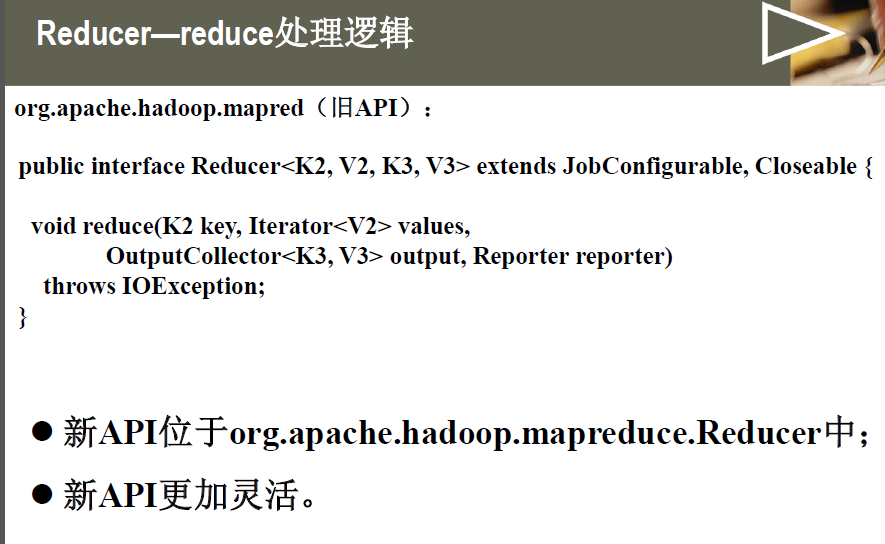 Reducer—reduce处理逻辑
org.apache.hadoop.mapred（旧API）：
public interface Reducer<K2, V2, K3, V3> extends JobConfigurable, Closeable {
void reduce(K2 key, Iterator<V2> values,
OutputCollector<K3, V3> output, Reporter reporter)
throws IOException;
}
● 新API位于org.apache.hadoop.mapreduce.Reducer中；
● 新API更加灵活。